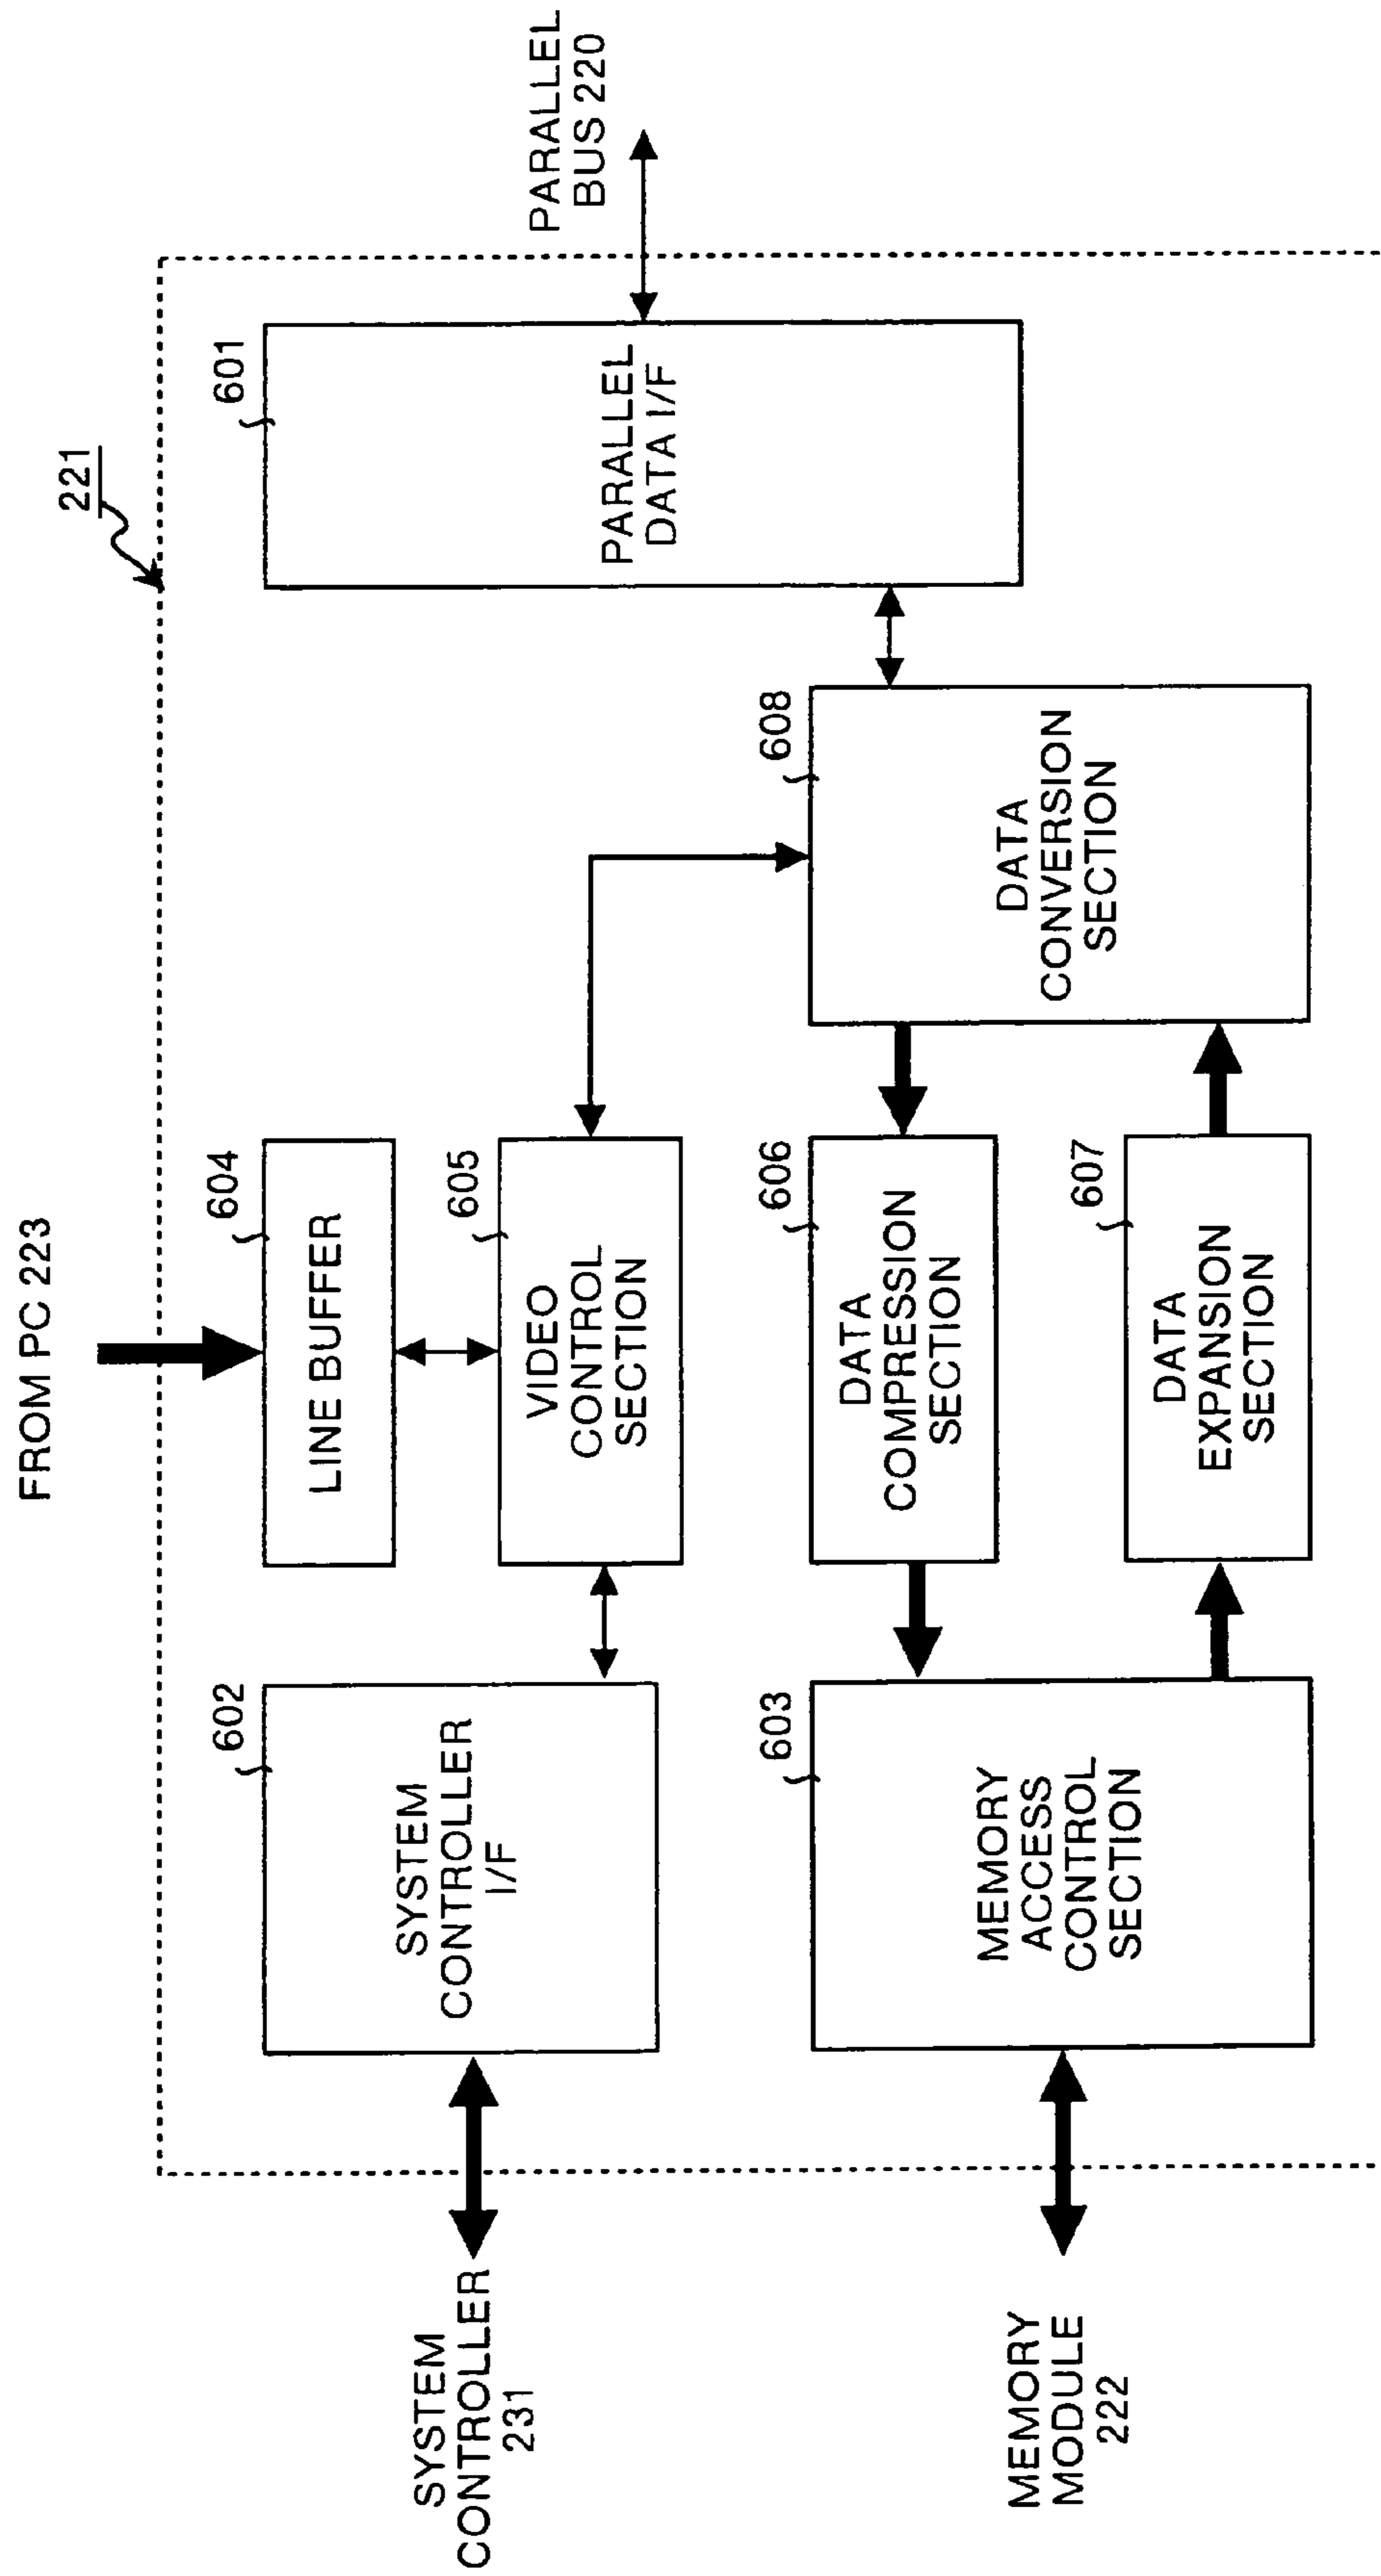 FROM PC 223
221
PARALLEL
BUS 220
604
LINE BUFFER
601
PARALLEL
DATA I/F
602
SYSTEM
CONTROLLER
I/F
605
VIDEO
CONTROL
SECTION
SYSTEM
CONTROLLER
231
603
MEMORY
ACCESS
CONTROL
SECTION
606
DATA
COMPRESSION
SECTION
608
DATA
CONVERSION
SECTION
607
DATA
EXPANSION
SECTION
MEMORY
MODULE
222